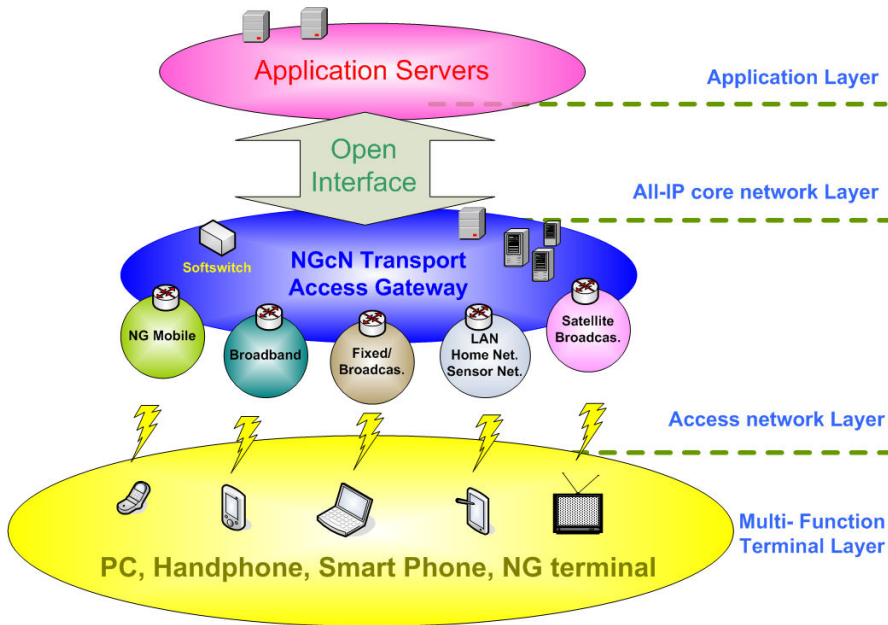 Application Servers
Application Layer
Open
Interface
All-IP core network Layer
Softswitch
NGcN Transport
Access Gateway
NG Mobile
Broadband
Fixed/
Broadcas.
LAN
Home Net.
Sensor Net.
Satellite
Broadcas.
Access network Layer
Multi- Function
Terminal Layer
PC, Handphone, Smart Phone, NG terminal